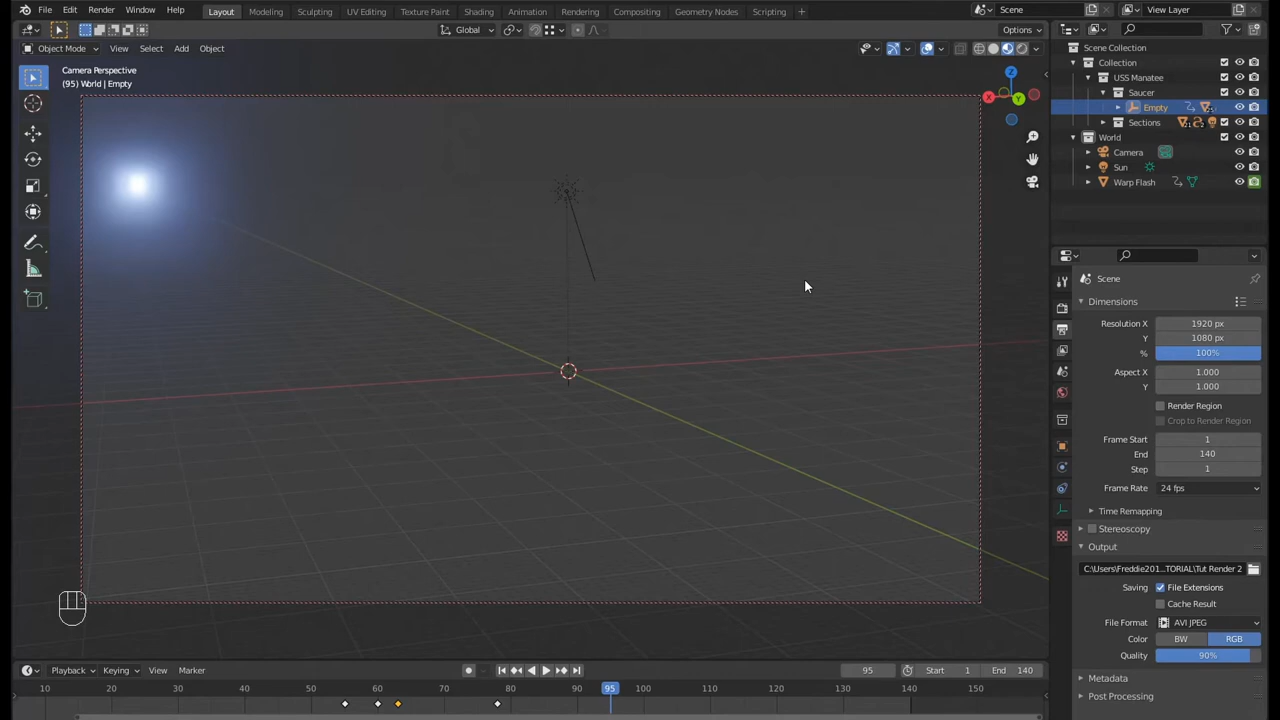 File Edit Render Window Help Layout Modeling Sculpting UV Editing Texture Paint Shading Animation Rendering Compositing Geometry Nodes Scripting + Scene View Layer
Global Options
Object Mode View Select Add Object
Camera Perspective
(95) World | Empty
Z
X
Y
Scene Collection
Collection
USS Manatee
Saucer
Empty
Sections
World
Camera
Sun
Warp Flash
Scene
Dimensions
Resolution X 1920 px
Y 1080 px
% 100%
Aspect X 1.000
Y 1.000
Render Region
Crop to Render Region
Frame Start 1
End 140
Step 1
Frame Rate 24 fps
Time Remapping
Stereoscopy
Output
C:\Users\Freddie201...TORIAL\Tut Render 2
Saving File Extensions
Cache Result
File Format AVI JPEG
Color BW RGB
Quality 90%
Metadata
Post Processing
Playback Keying View Marker 95 Start 1 End 140
10 20 30 40 50 60 70 80 90 95 100 110 120 130 140 150